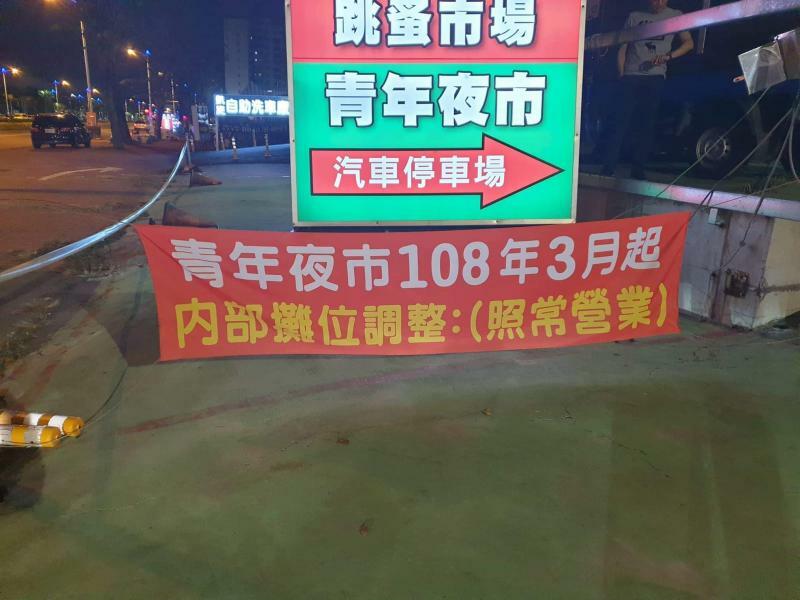 跳蚤市場
青年夜市
汽車停車場
自助洗車
青年夜市108年3月起
内部攤位調整:(照常營業)